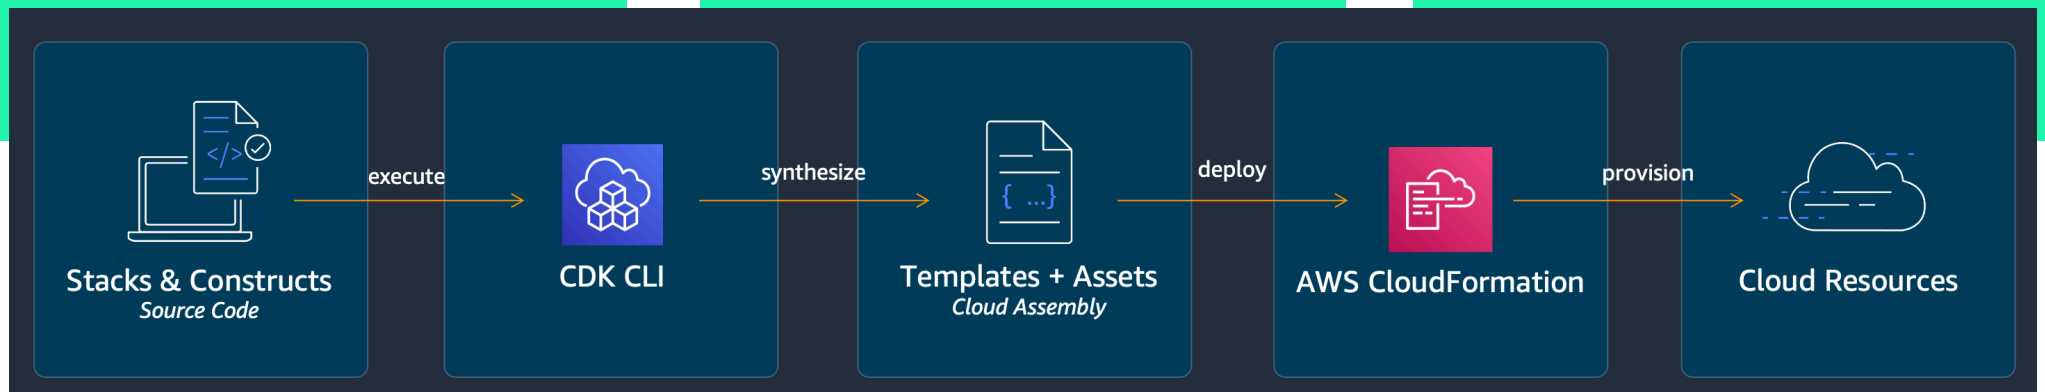 Stacks & Constructs
Source Code
execute
</>
CDK CLI
synthesize
{ ...}
Templates + Assets
Cloud Assembly
deploy
AWS CloudFormation
provision
Cloud Resources